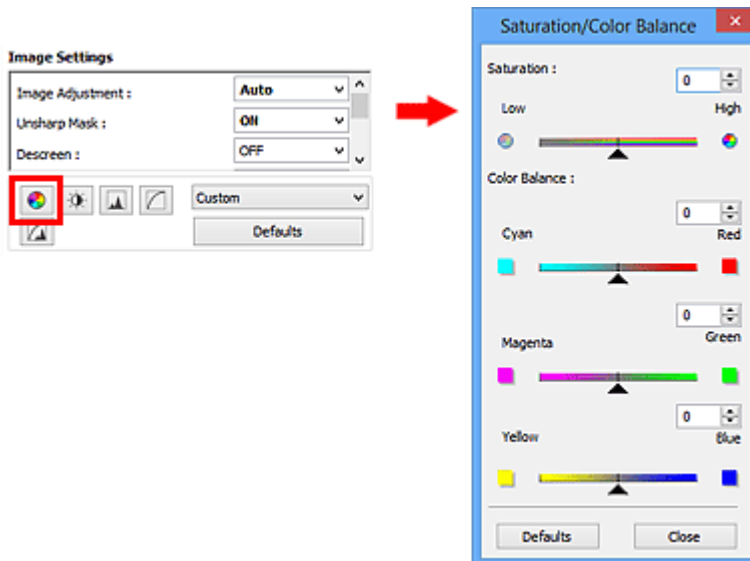 Image Settings
Image Adjustment :
Auto
Unsharp Mask :
ON
Descreen :
OFF
Custom
Defaults
Saturation/Color Balance
Saturation :
0
Low
High
Color Balance :
0
Cyan
Red
0
Magenta
Green
0
Yellow
Blue
Defaults
Close